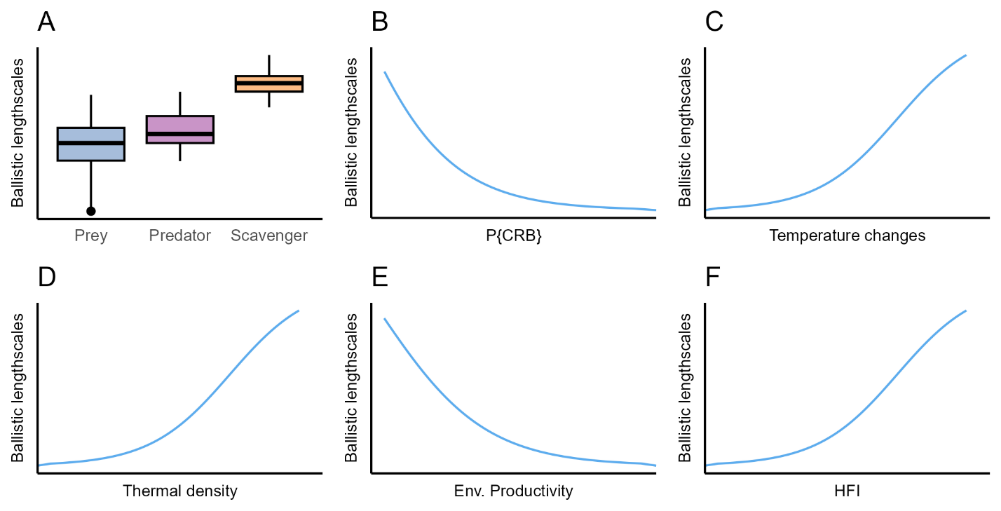 A
B
C
Ballistic lengthscales
Ballistic lengthscales
Ballistic lengthscales
Prey
Predator
Scavenger
P{CRB}
Temperature changes
D
E
F
Ballistic lengthscales
Ballistic lengthscales
Ballistic lengthscales
Thermal density
Env. Productivity
HFI